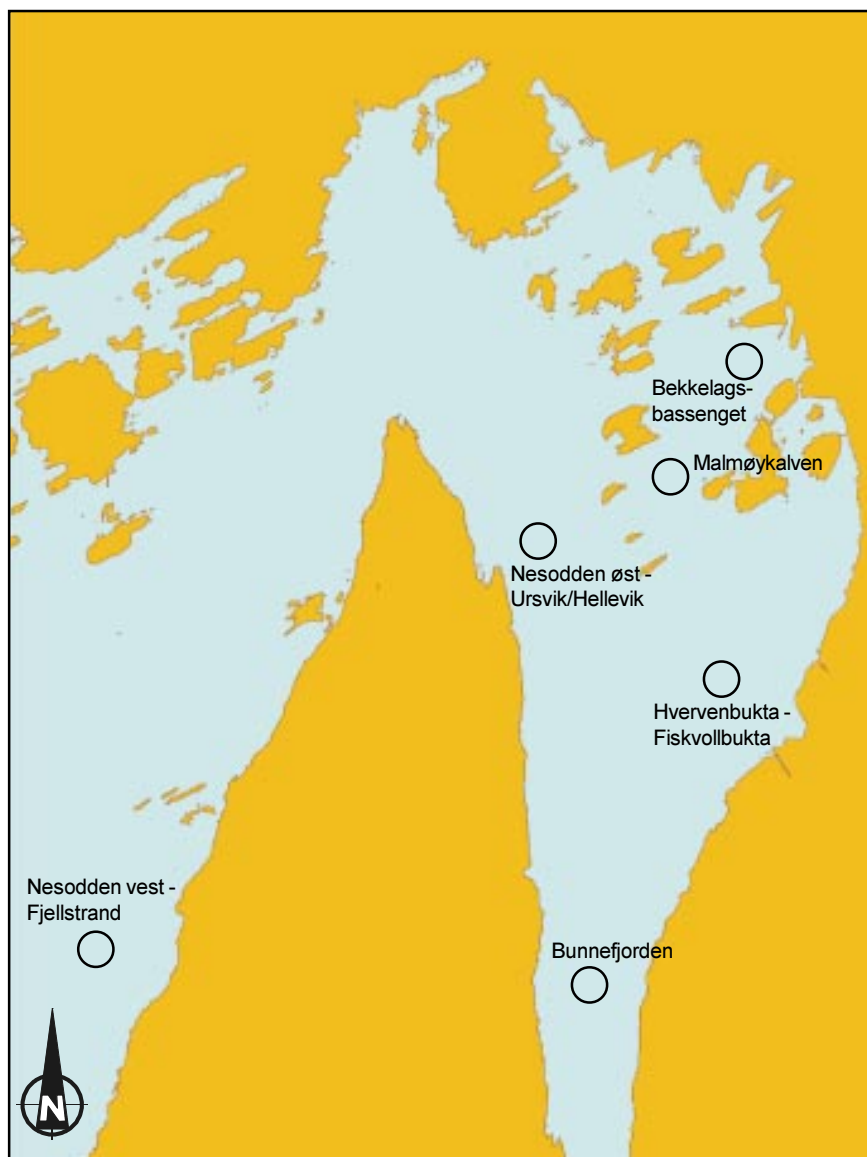 Bekkelags-
bassenget
Malmøykalven
Nesodden øst -
Ursvik/Hellevik
Hvervenbukta -
Fiskvollbukta
Nesodden vest -
Fjellstrand
Bunnefjorden
N